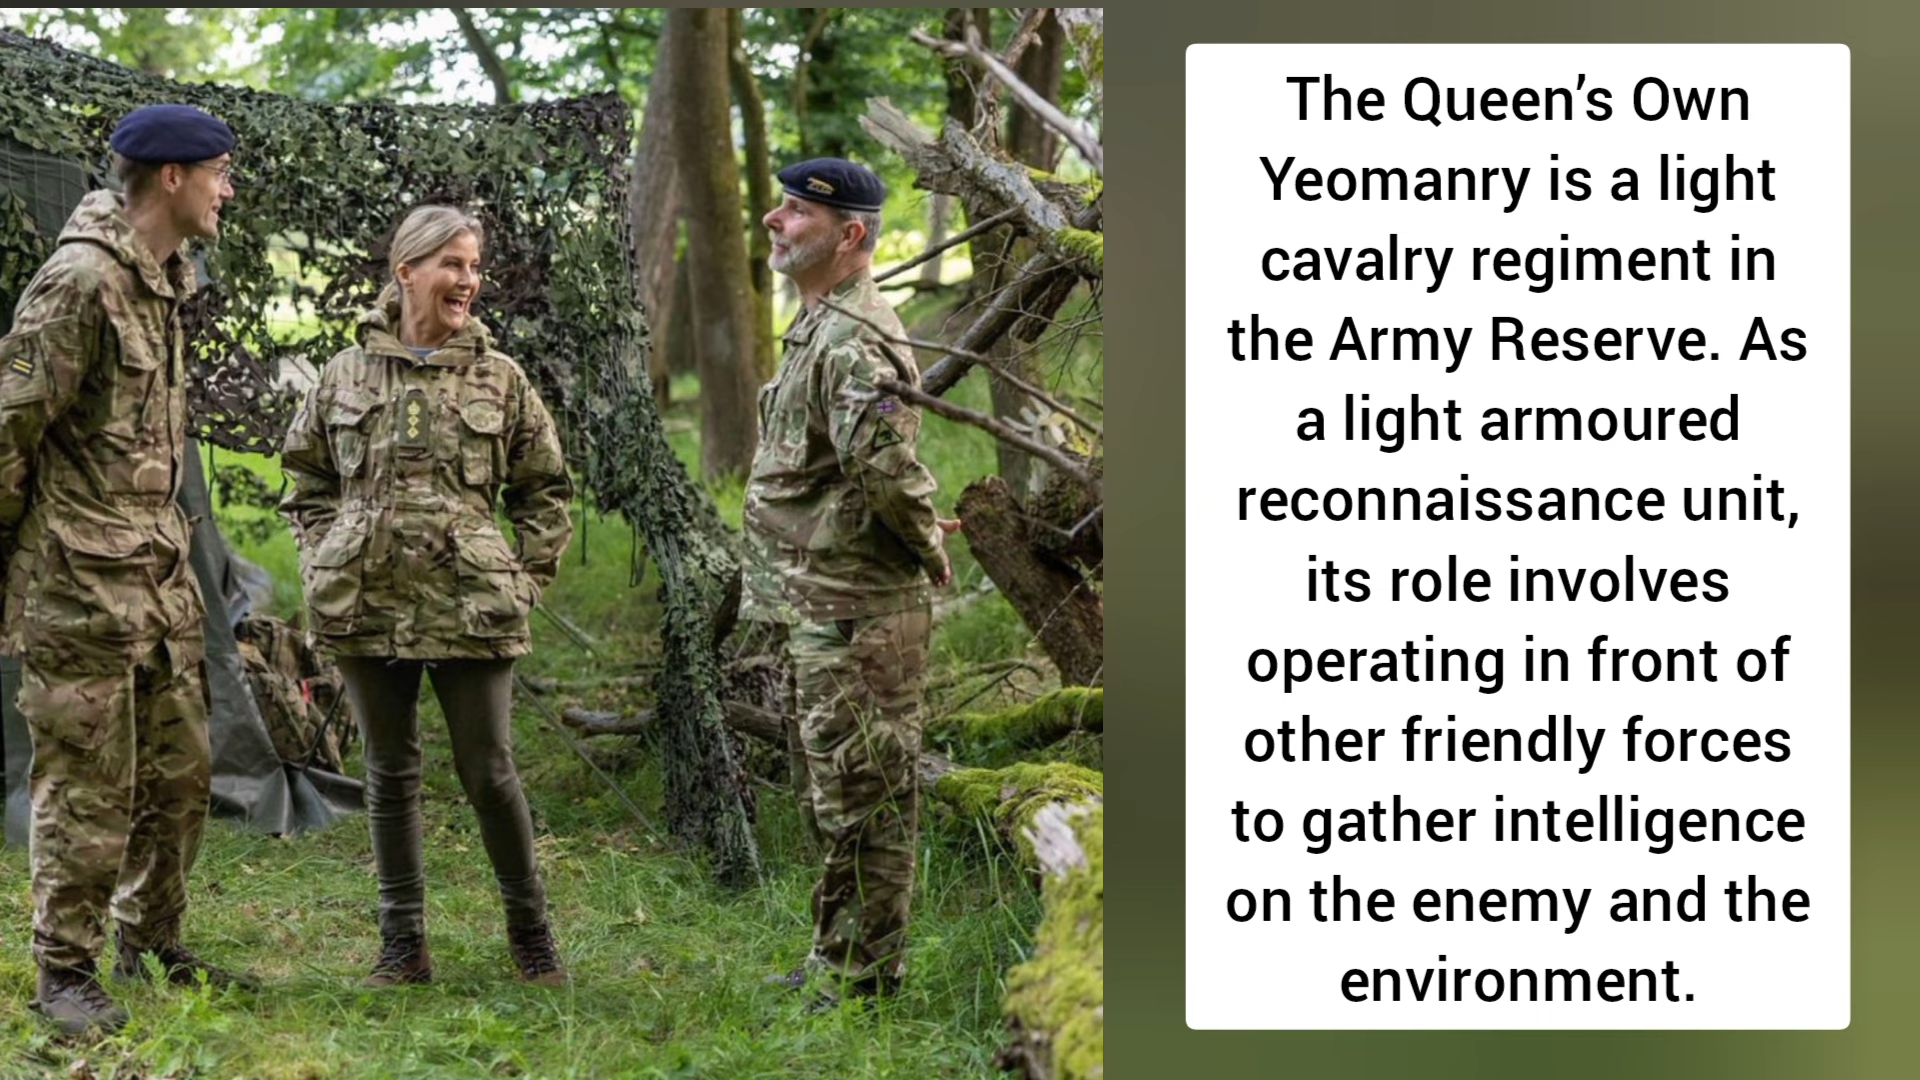 The Queen’s Own
Yeomanry is a light
cavalry regiment in
the Army Reserve. As
a light armoured
reconnaissance unit,
its role involves
operating in front of
other friendly forces
to gather intelligence
on the enemy and the
environment.